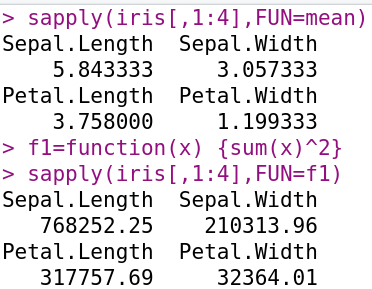 > sapply(iris[,1:4],FUN=mean)
Sepal.Length  Sepal.Width
    5.843333     3.057333
Petal.Length  Petal.Width
    3.758000     1.199333
> f1=function(x) {sum(x)^2}
> sapply(iris[,1:4],FUN=f1)
Sepal.Length  Sepal.Width
   768252.25    210313.96
Petal.Length  Petal.Width
   317757.69     32364.01